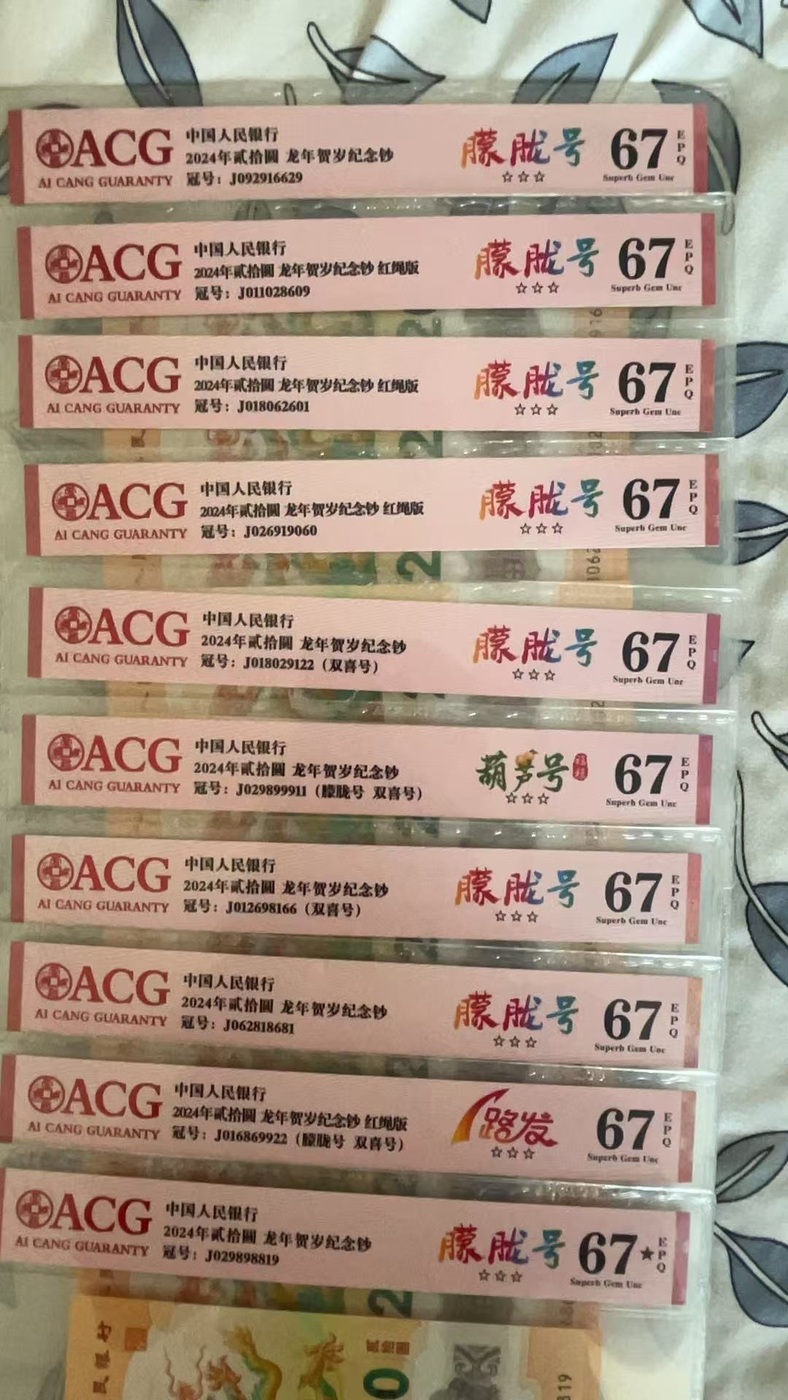 ACG
AI CANG GUARANTY
中国人民银行
2024年贰拾圆 龙年贺岁纪念钞
冠号：J092916629
朦胧号
☆☆☆
67
EPQ
Superb Gem Unc
ACG
AI CANG GUARANTY
中国人民银行
2024年贰拾圆 龙年贺岁纪念钞 红绳版
冠号：J011028609
朦胧号
☆☆☆
67
EPQ
Superb Gem Unc
ACG
AI CANG GUARANTY
中国人民银行
2024年贰拾圆 龙年贺岁纪念钞 红绳版
冠号：J018062601
朦胧号
☆☆☆
67
EPQ
Superb Gem Unc
ACG
AI CANG GUARANTY
中国人民银行
2024年贰拾圆 龙年贺岁纪念钞 红绳版
冠号：J026919060
朦胧号
☆☆☆
67
EPQ
Superb Gem Unc
ACG
AI CANG GUARANTY
中国人民银行
2024年贰拾圆 龙年贺岁纪念钞
冠号：J018029122（双喜号）
朦胧号
☆☆☆
67
EPQ
Superb Gem Unc
ACG
AI CANG GUARANTY
中国人民银行
2024年贰拾圆 龙年贺岁纪念钞
冠号：J029899911（朦胧号 双喜号）
葫芦号
☆☆☆
67
EPQ
Superb Gem Unc
ACG
AI CANG GUARANTY
中国人民银行
2024年贰拾圆 龙年贺岁纪念钞
冠号：J012698166（双喜号）
朦胧号
☆☆☆
67
EPQ
Superb Gem Unc
ACG
AI CANG GUARANTY
中国人民银行
2024年贰拾圆 龙年贺岁纪念钞
冠号：J062818681
朦胧号
☆☆☆
67
EPQ
Superb Gem Unc
ACG
AI CANG GUARANTY
中国人民银行
2024年贰拾圆 龙年贺岁纪念钞 红绳版
冠号：J016869922（朦胧号 双喜号）
1路发
☆☆☆
67
EPQ
Superb Gem Unc
ACG
AI CANG GUARANTY
中国人民银行
2024年贰拾圆 龙年贺岁纪念钞
冠号：J029898819
朦胧号
☆☆☆
67★
EPQ
Superb Gem Unc
民银行
20
贰拾圆
819